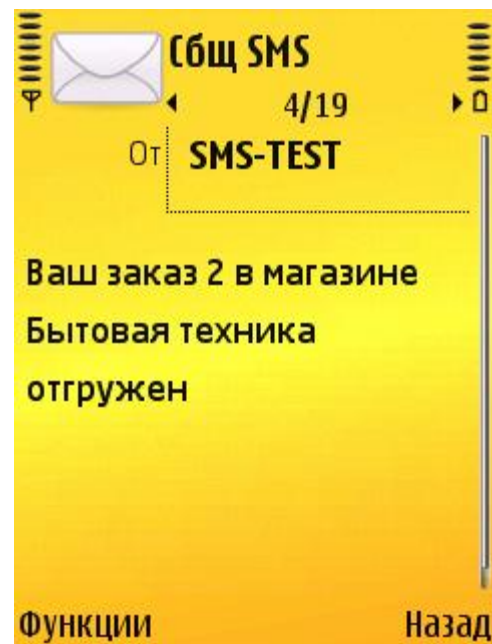 Сбщ SMS
4/19
От SMS-TEST
Ваш заказ 2 в магазине
Бытовая техника
отгружен
Функции Назад